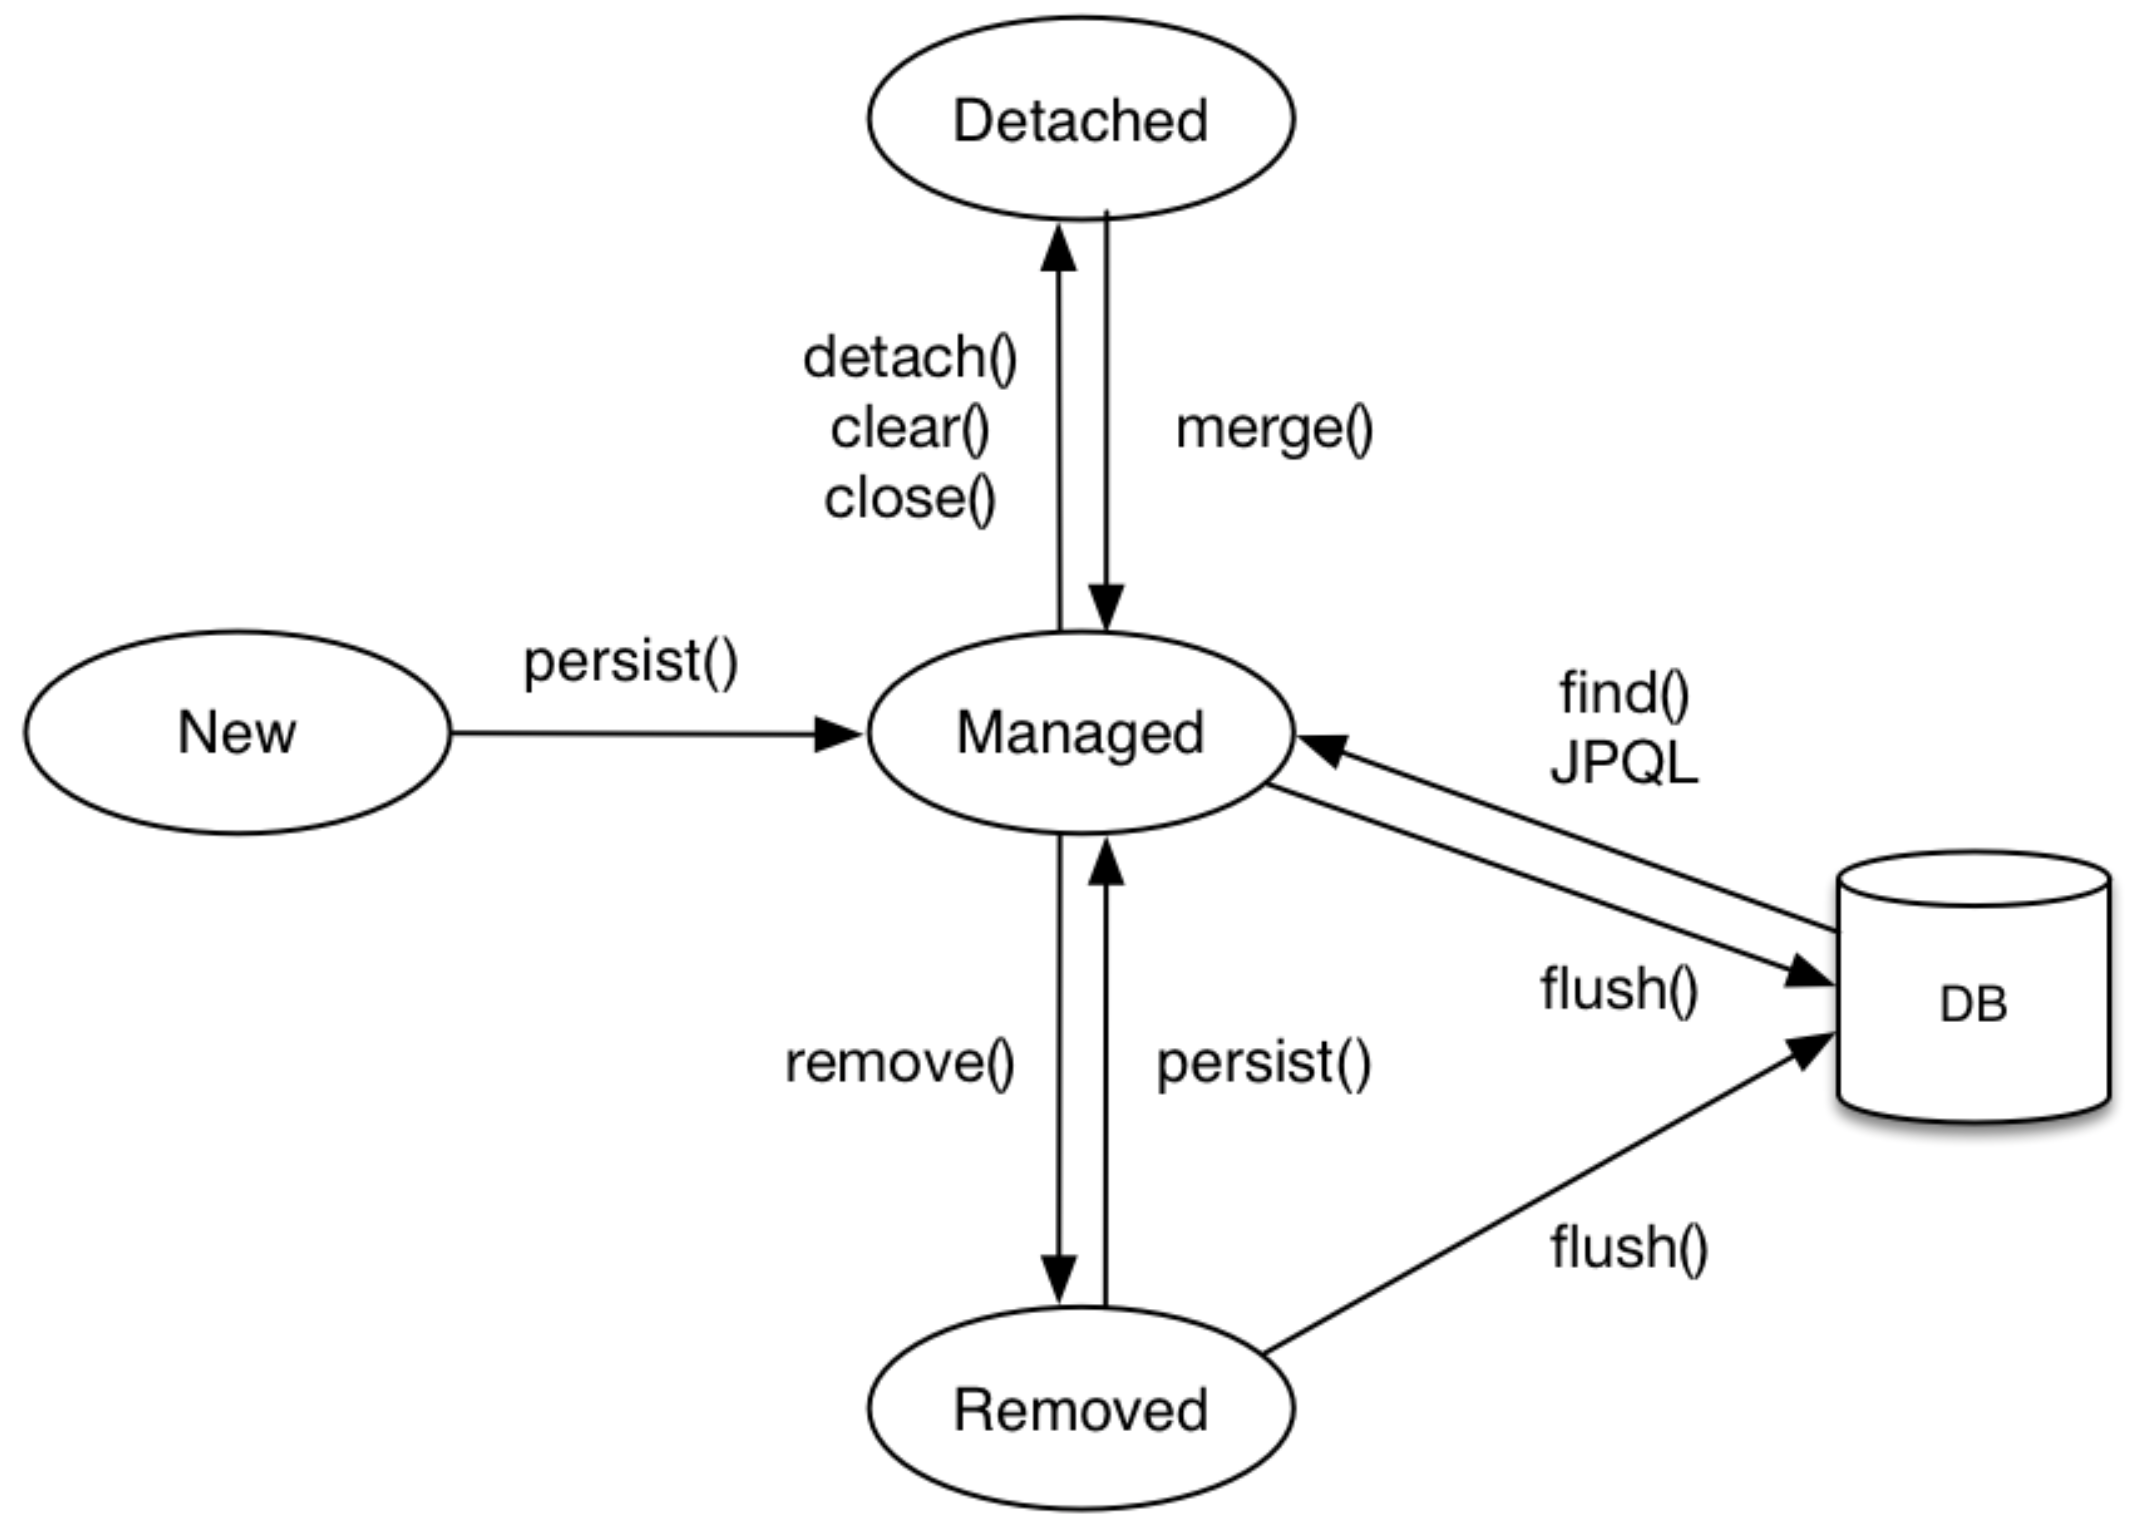 Detached
detach()
clear()
close()
merge()
New
persist()
Managed
find()
JPQL
flush()
DB
remove()
persist()
flush()
Removed